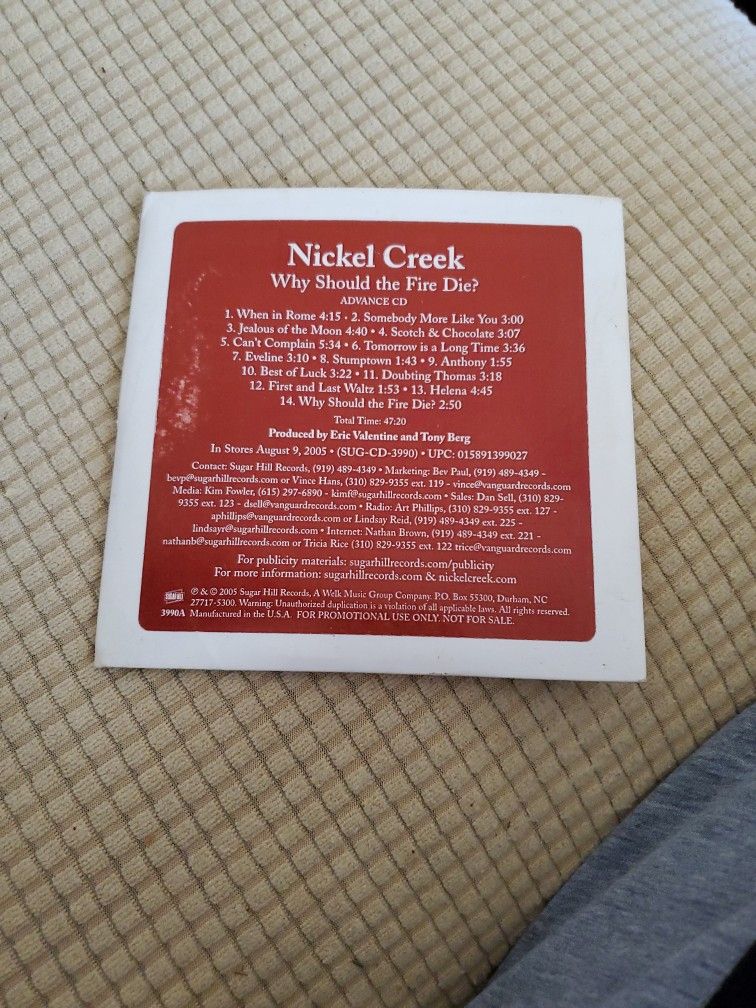 Nickel Creek
Why Should the Fire Die?
ADVANCE CD
1. When in Rome 4:15 • 2. Somebody More Like You 3:00
3. Jealous of the Moon 4:40 • 4. Scotch & Chocolate 3:07
5. Can't Complain 5:34 • 6. Tomorrow is a Long Time 3:36
7. Eveline 3:10 • 8. Stumptown 1:43 • 9. Anthony 1:55
10. Best of Luck 3:22 • 11. Doubting Thomas 3:18
12. First and Last Waltz 1:53 • 13. Helena 4:45
14. Why Should the Fire Die? 2:50
Total Time: 47:20
Produced by Eric Valentine and Tony Berg
In Stores August 9, 2005 • (SUG-CD-3990) • UPC: 015891399027
Contact: Sugar Hill Records, (919) 489-4349 • Marketing: Bev Paul, (919) 489-4349 -
bevp@sugarhillrecords.com or Vince Hans, (310) 829-9355 ext. 119 - vince@vanguardrecords.com
Media: Kim Fowler, (615) 297-6890 - kimf@sugarhillrecords.com • Sales: Dan Sell, (310) 829-
9355 ext. 123 - dsell@vanguardrecords.com • Radio: Art Phillips, (310) 829-9355 ext. 127 -
aphillips@vanguardrecords.com or Lindsay Reid, (919) 489-4349 ext. 225 -
lindsayr@sugarhillrecords.com • Internet: Nathan Brown, (919) 489-4349 ext. 221 -
nathanb@sugarhillrecords.com or Tricia Rice (310) 829-9355 ext. 122 trice@vanguardrecords.com
For publicity materials: sugarhillrecords.com/publicity
For more information: sugarhillrecords.com & nickelcreek.com
SUGAR HILL ℗ & © 2005 Sugar Hill Records, A Welk Music Group Company. P.O. Box 55300, Durham, NC
27717-5300. Warning: Unauthorized duplication is a violation of all applicable laws. All rights reserved.
3990A Manufactured in the U.S.A. FOR PROMOTIONAL USE ONLY. NOT FOR SALE.